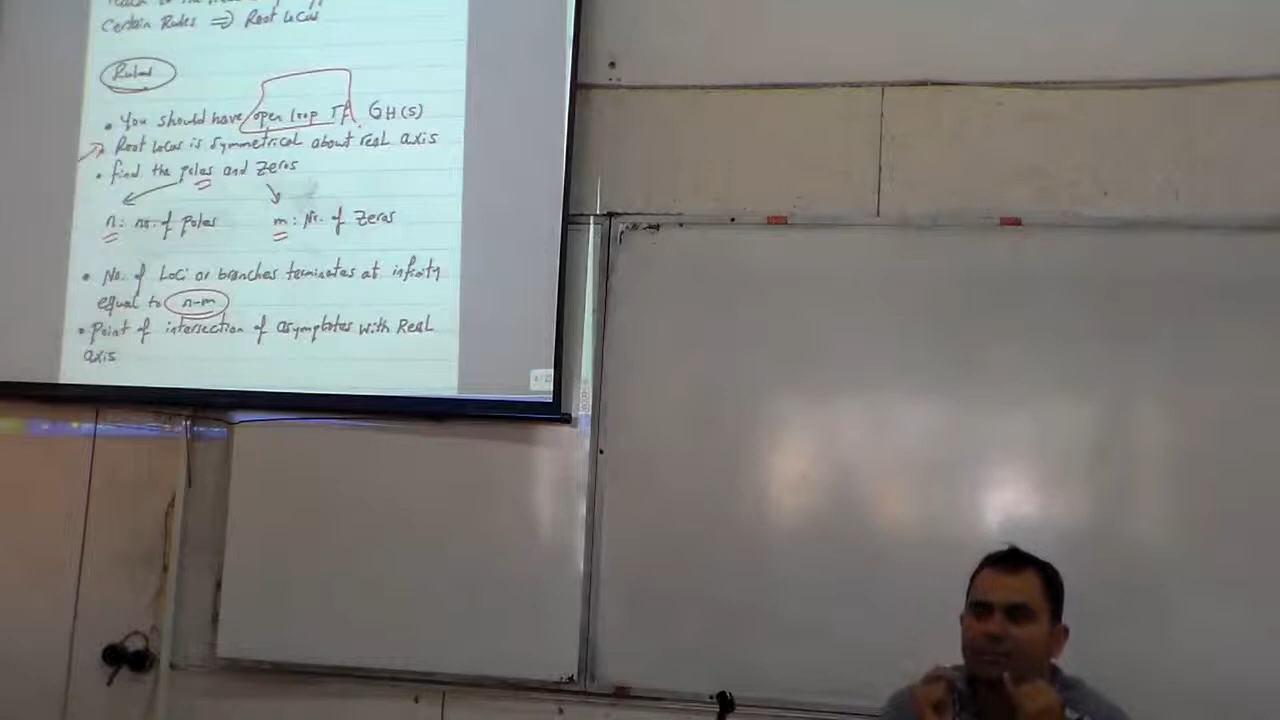 Certain Rules ⇒ Root Locus
Rules
• You should have open loop TF GH(s)
Root Locus is symmetrical about real axis
• find the poles and zeros
n: no. of Poles m: No. of Zeros
• No. of Loci or branches terminates at infinity
equal to n-m
• Point of intersection of asymptotes with Real
axis